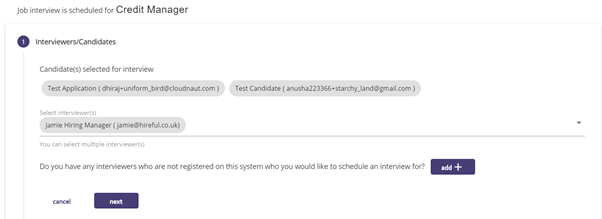 Job interview is scheduled for Credit Manager
1 Interviewers/Candidates
Candidate(s) selected for interview
Test Application ( dhiraj+uniform_bird@cloudnaut.com ) Test Candidate ( anusha223366+starchy_land@gmail.com )
Select interviewer(s)
Jamie Hiring Manager ( jamie@hireful.co.uk)
You can select multiple interviewer(s)
Do you have any interviewers who are not registered on this system who you would like to schedule an interview for? add +
cancel next